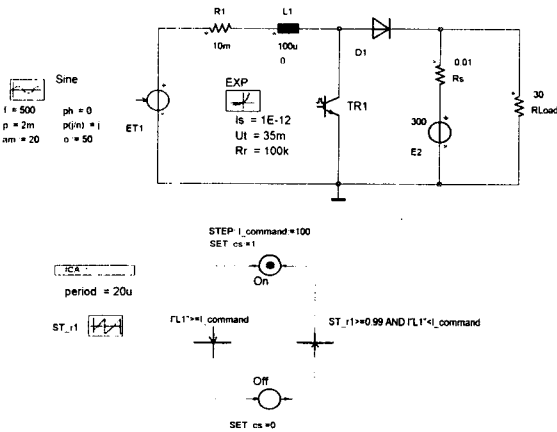 R1
L1
10m
100u
0
D1
Sine
f = 500
ph = 0
p = 2m
p(j/n) = j
am = 20
o = 50
ET1
EXP
Is = 1E-12
Ut = 35m
Rr = 100k
TR1
0.01
Rs
300
E2
30
RLoad
STEP: I_command:=100
SET cs:=1
On
ICA
period = 20u
ST_r1
I"L1">=I_command
ST_r1>=0.99 AND I"L1"<I_command
Off
SET cs:=0